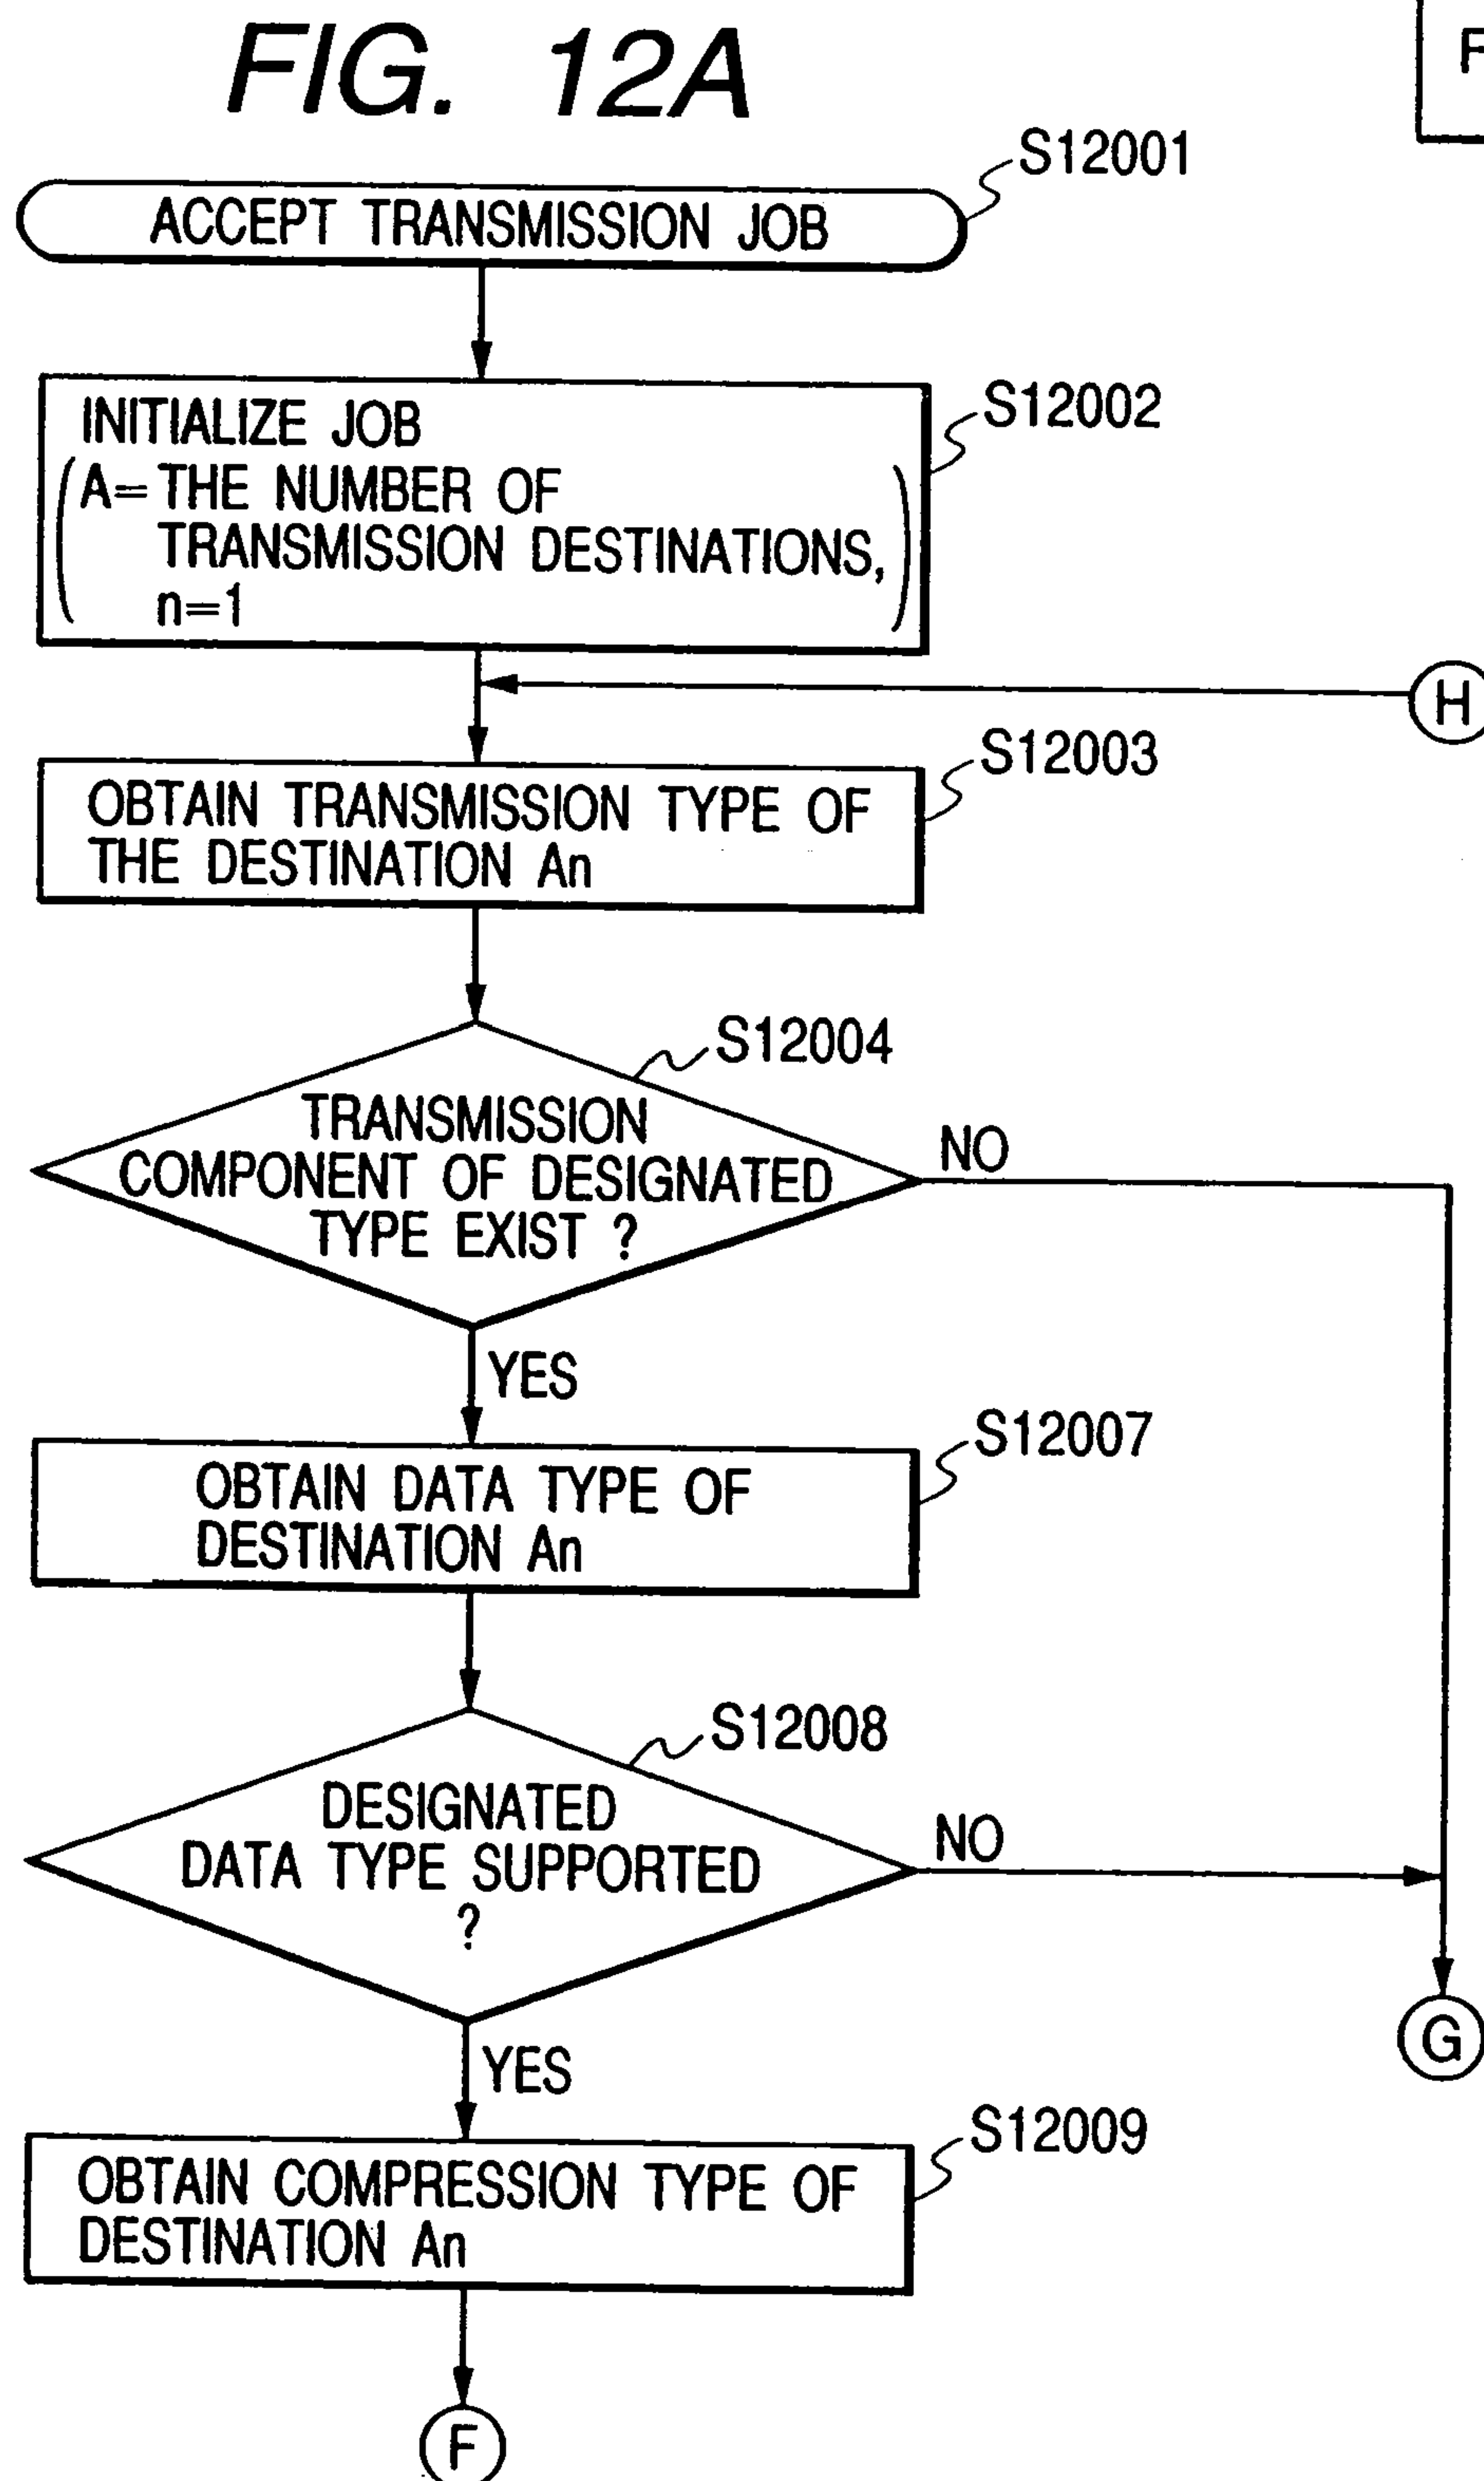 FIG. 12A
F
S12001
ACCEPT TRANSMISSION JOB
S12002
INITIALIZE JOB
(A=THE NUMBER OF
TRANSMISSION DESTINATIONS,
n=1)
H
S12003
OBTAIN TRANSMISSION TYPE OF
THE DESTINATION An
S12004
TRANSMISSION
COMPONENT OF DESIGNATED
TYPE EXIST ?
NO
YES
S12007
OBTAIN DATA TYPE OF
DESTINATION An
S12008
DESIGNATED
DATA TYPE SUPPORTED
?
NO
G
YES
S12009
OBTAIN COMPRESSION TYPE OF
DESTINATION An
F